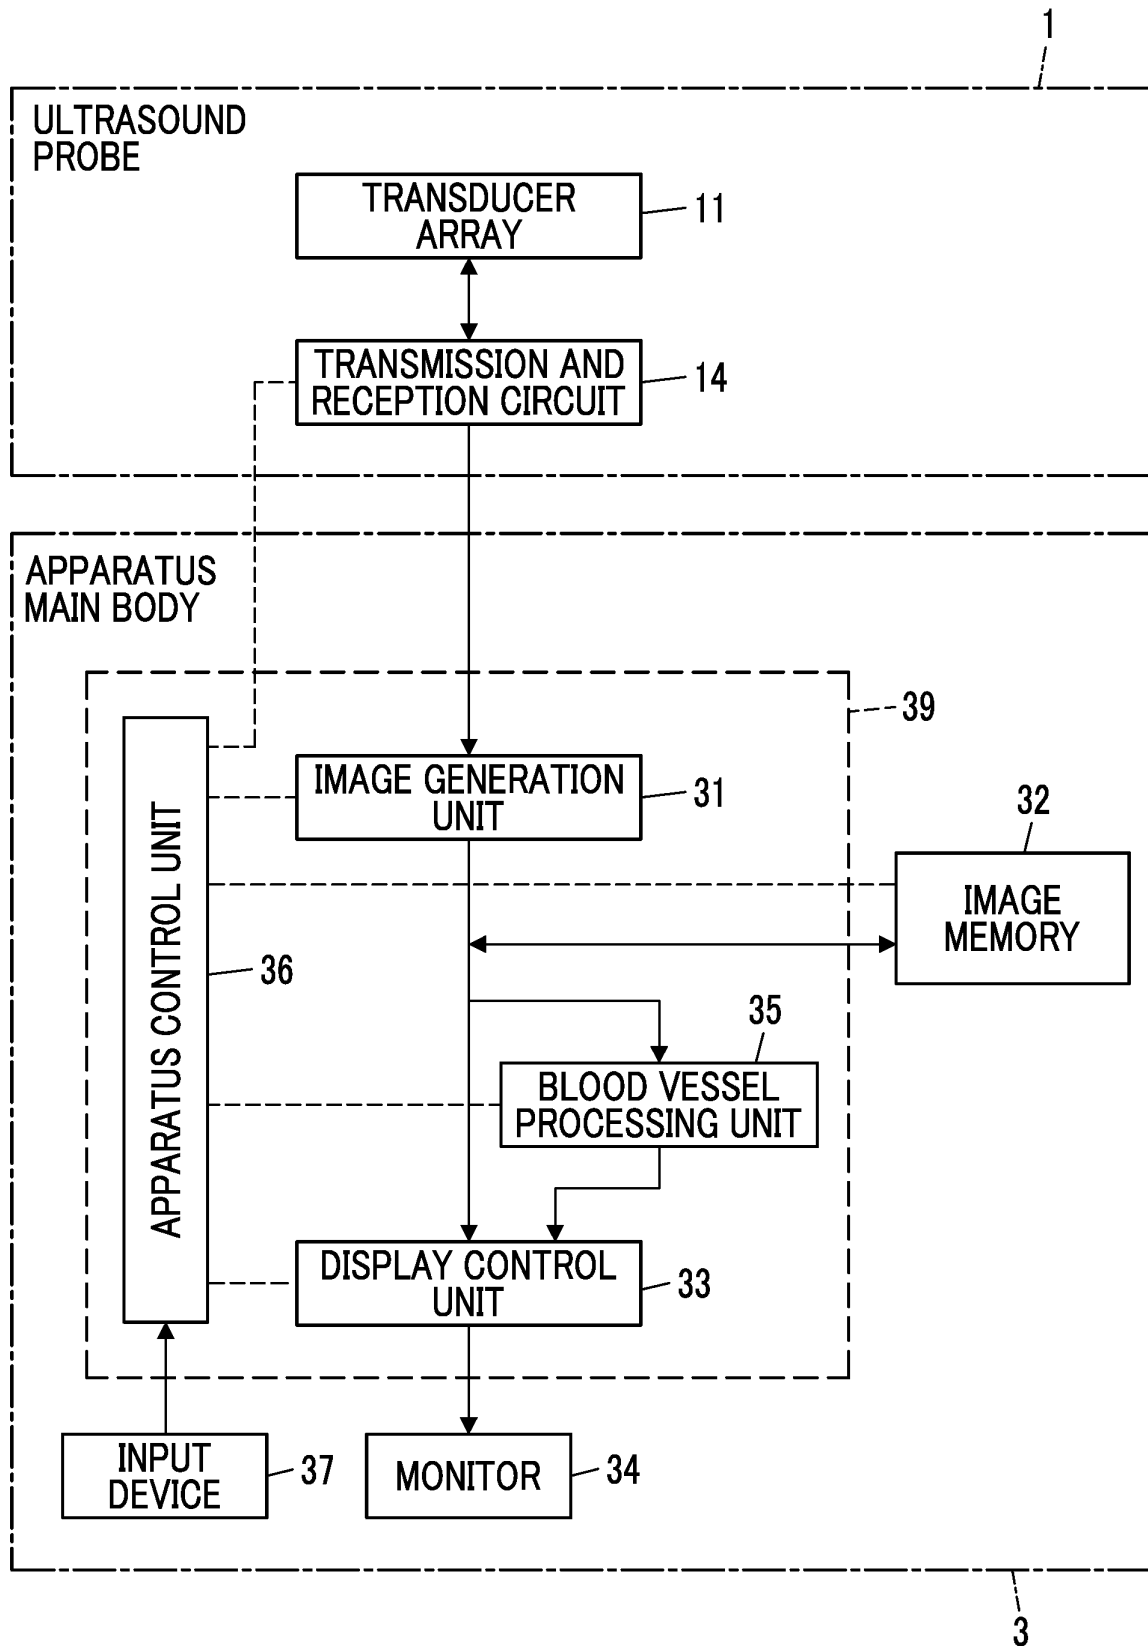 1
ULTRASOUND
PROBE
TRANSDUCER
ARRAY
11
TRANSMISSION AND
RECEPTION CIRCUIT
14
APPARATUS
MAIN BODY
39
IMAGE GENERATION
UNIT
31
32
IMAGE
MEMORY
APPARATUS CONTROL UNIT
36
35
BLOOD VESSEL
PROCESSING UNIT
DISPLAY CONTROL
UNIT
33
INPUT
DEVICE
37
MONITOR
34
3